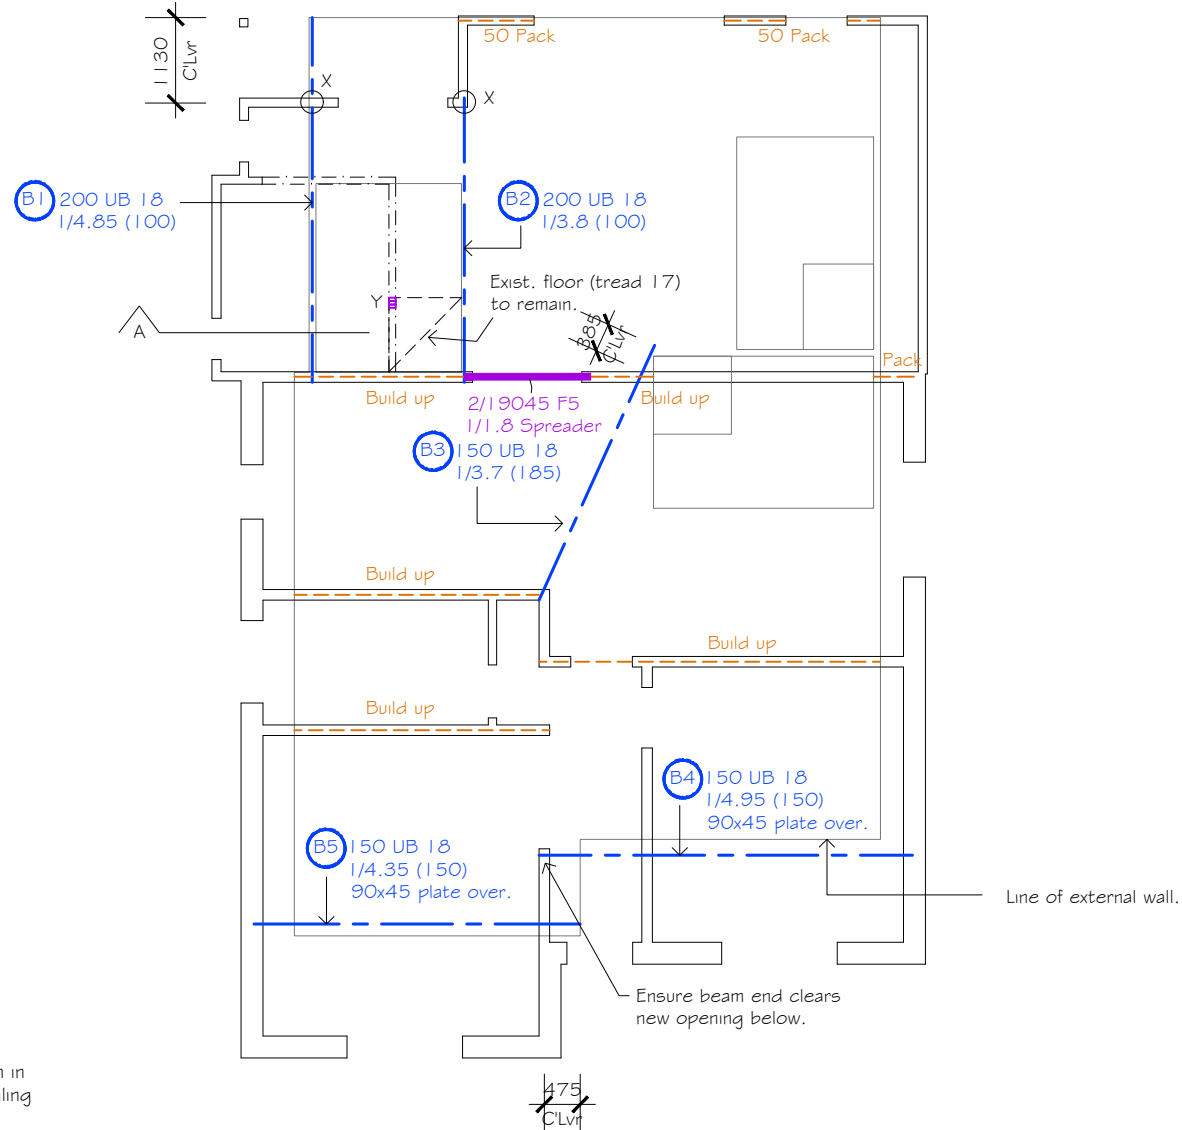 50 Pack
50 Pack
1130
C'Lvr
X
X
B1 200 UB 18
1/4.85 (100)
B2 200 UB 18
1/3.8 (100)
Exist. floor (tread 17)
to remain.
Y
A
385
C'Lvr
Pack
Build up
Build up
2/19045 F5
1/1.8 Spreader
B3 150 UB 18
1/3.7 (185)
Build up
Build up
Build up
B4 150 UB 18
1/4.95 (150)
90x45 plate over.
B5 150 UB 18
1/4.35 (150)
90x45 plate over.
Line of external wall.
Ensure beam end clears
new opening below.
in
ling
475
C'Lvr